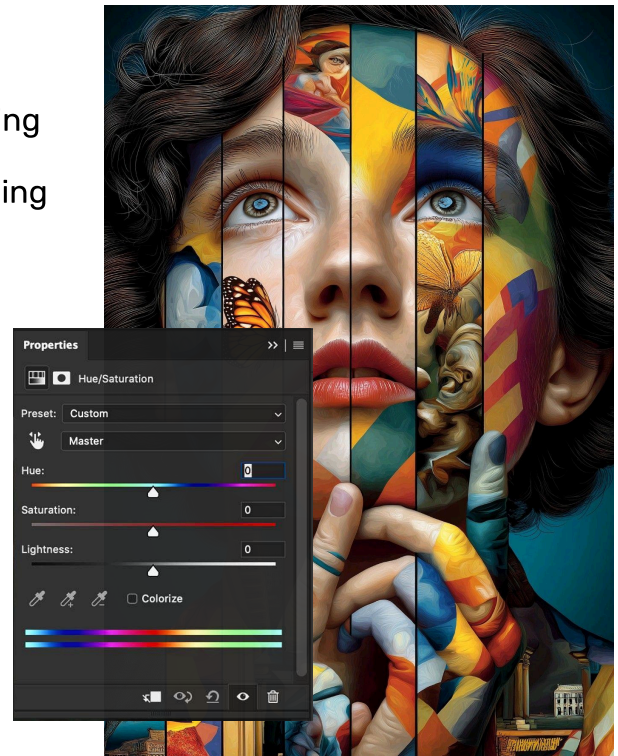 ng
ing
Properties
Hue/Saturation
Preset: Custom
Master
Hue: 0
Saturation: 0
Lightness: 0
Colorize